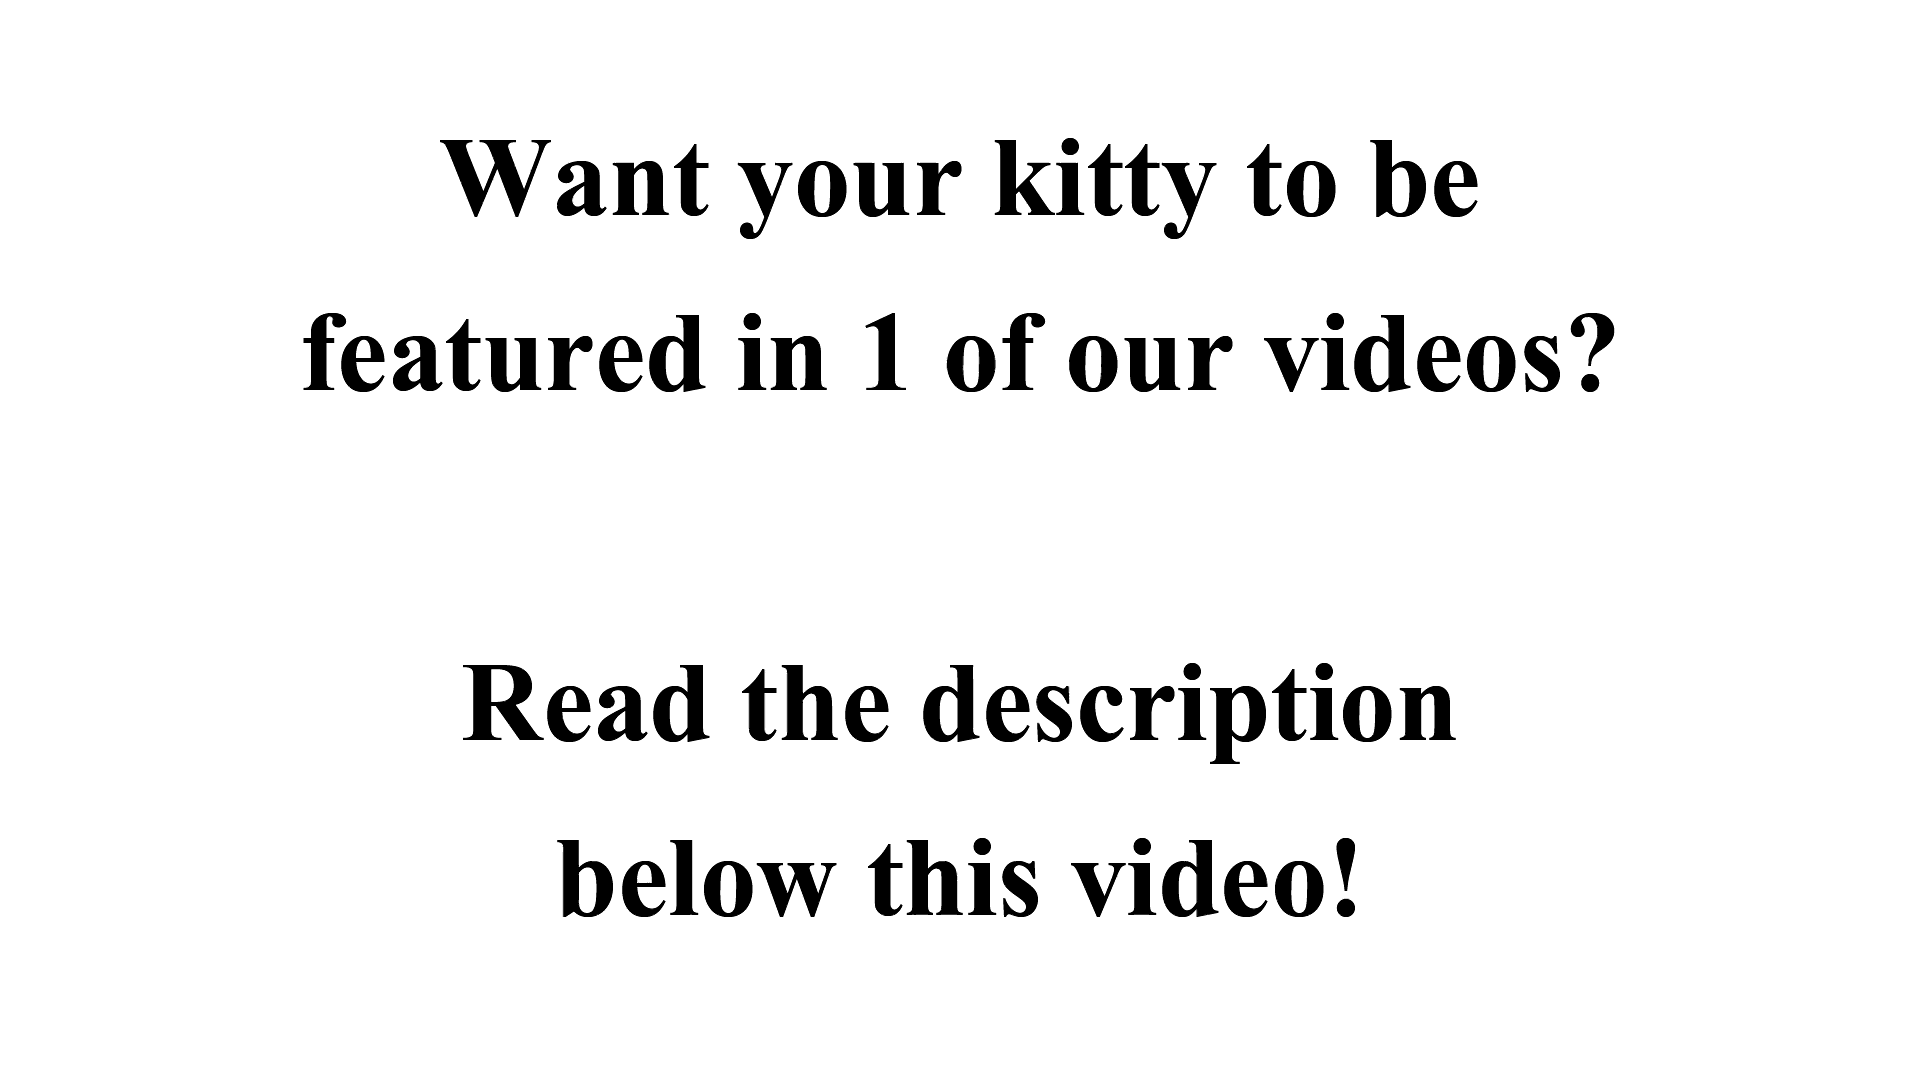 Want your kitty to be
featured in 1 of our videos?
Read the description
below this video!